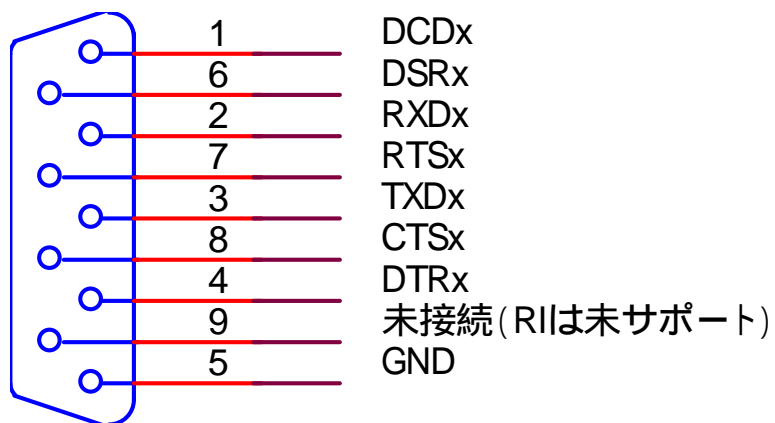 1 DCDx
6 DSRx
2 RXDx
7 RTSx
3 TXDx
8 CTSx
4 DTRx
9 未接続(RIは未サポート)
5 GND